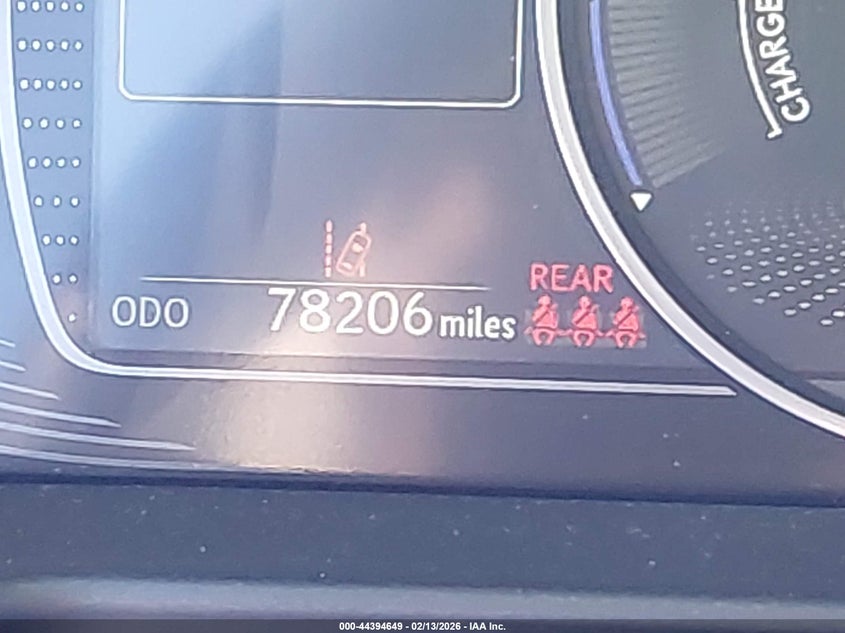 CHARGE
REAR
ODO 78206 miles
000-44394649 - 02/13/2026 - IAA Inc.